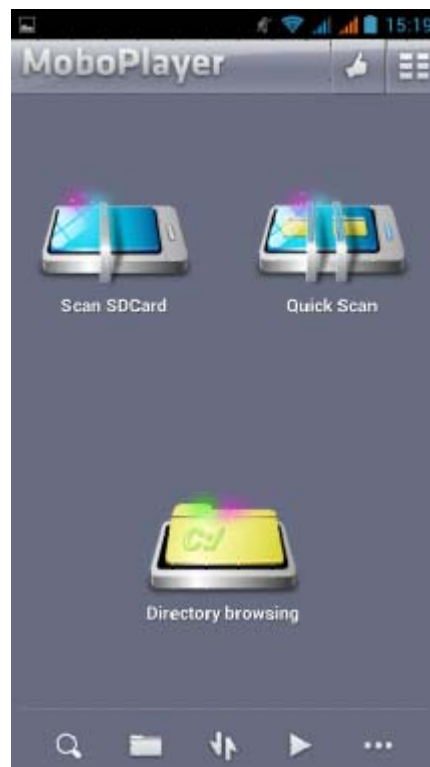 15:19
MoboPlayer
Scan SDCard
Quick Scan
C:/
Directory browsing